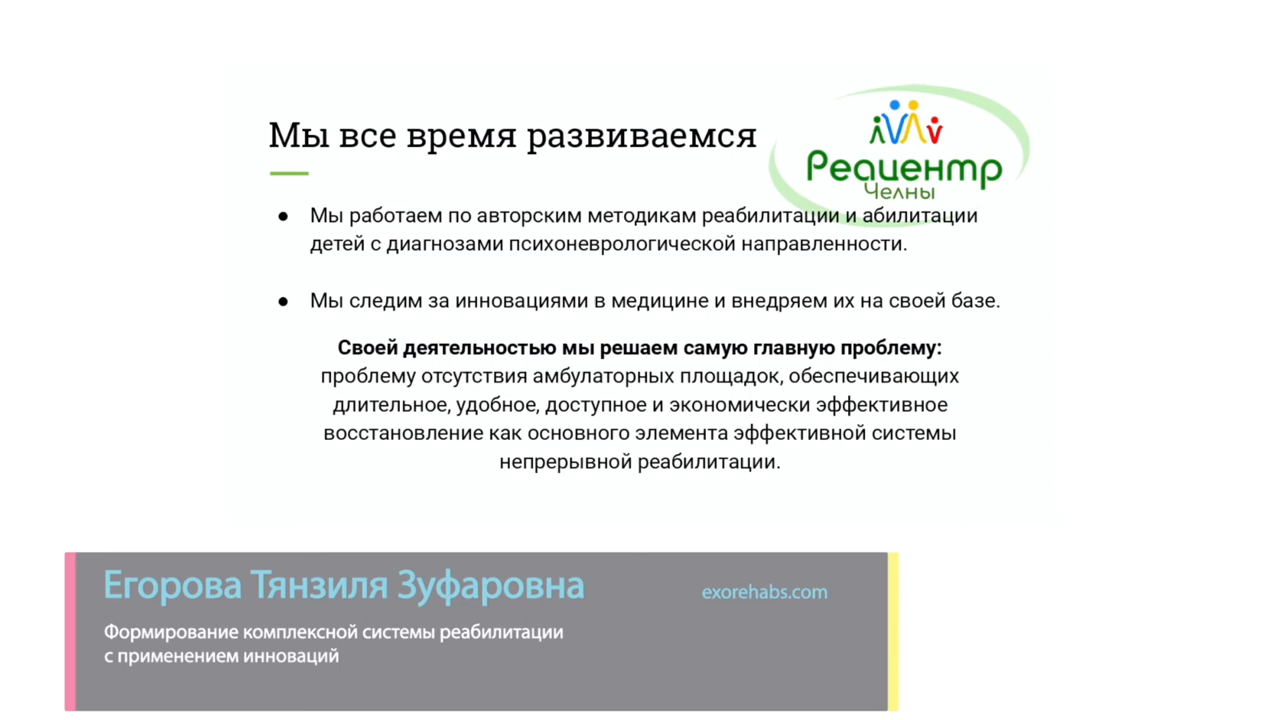 Мы все время развиваемся
Реацентр
Челны
● Мы работаем по авторским методикам реабилитации и абилитации
детей с диагнозами психоневрологической направленности.
● Мы следим за инновациями в медицине и внедряем их на своей базе.
Своей деятельностью мы решаем самую главную проблему:
проблему отсутствия амбулаторных площадок, обеспечивающих
длительное, удобное, доступное и экономически эффективное
восстановление как основного элемента эффективной системы
непрерывной реабилитации.
Егорова Тянзиля Зуфаровна
exorehabs.com
Формирование комплексной системы реабилитации
с применением инноваций